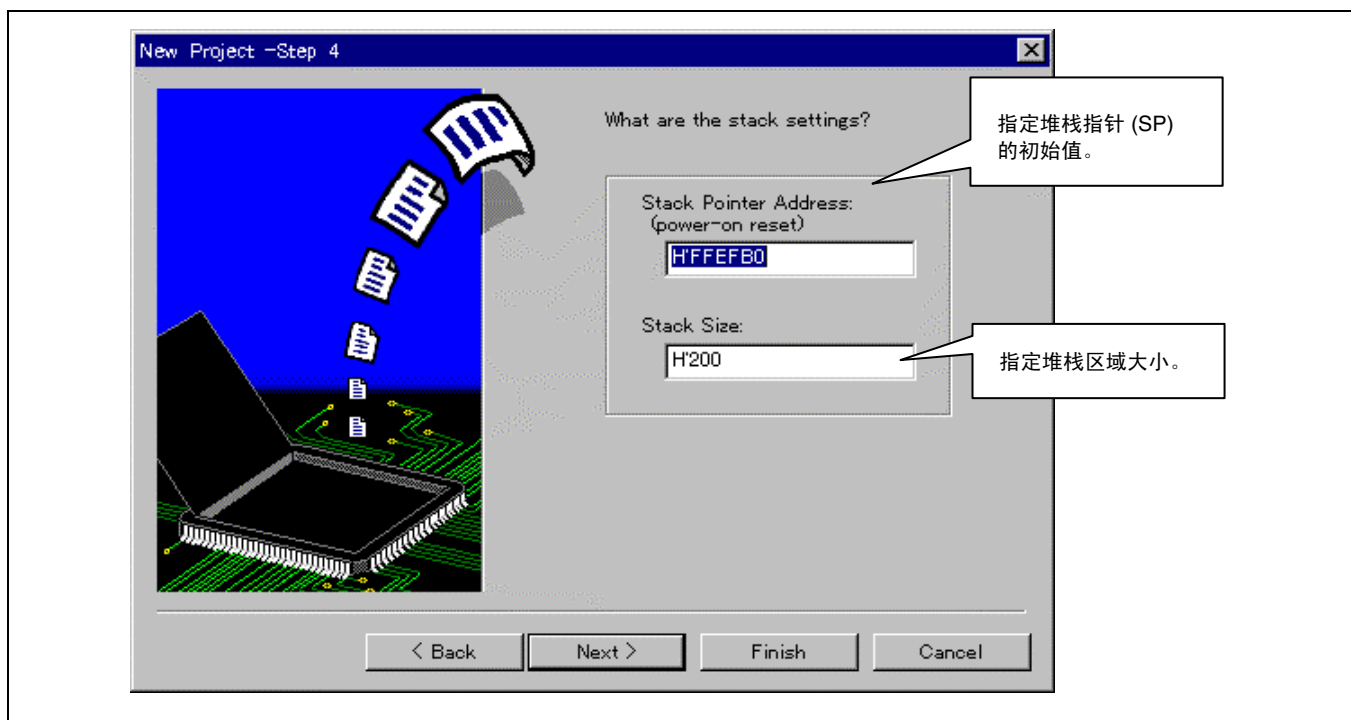 New Project -Step 4
What are the stack settings?
指定堆栈指针 (SP)
的初始值。
Stack Pointer Address:
(power-on reset)
H'FFEFB0
Stack Size:
H'200
指定堆栈区域大小。
< Back
Next >
Finish
Cancel